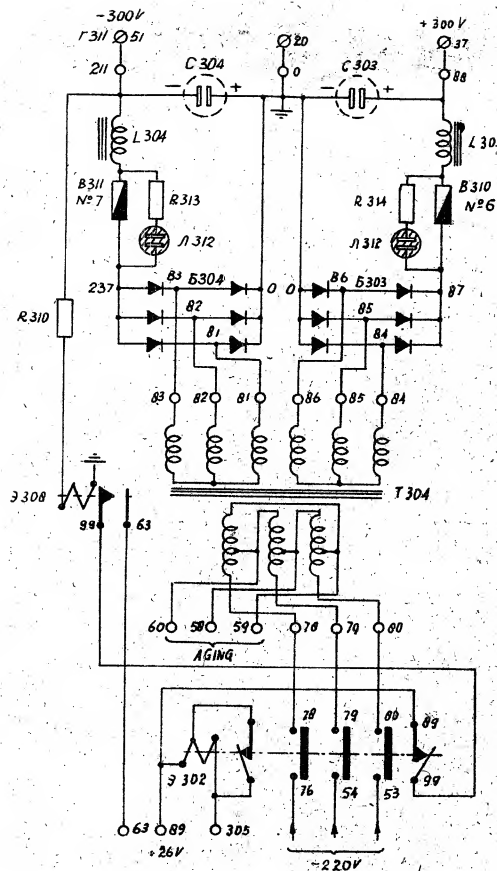 -300V
+300V
Г311 51
20
37
211
0
88
C304
C303
- +
- +
L304
L30
B311
№7
R313
R314
B310
№6
Л312
Л312
237
83 Б304
0 0
86 Б303
87
82
85
81
84
R310
83 82 81 86 85 84
Э308
T304
99 63
60 58 59 78 79 80
AGING
78 79 80 89
Э302
76 54 53 99
63 89 305
+26V
~220V